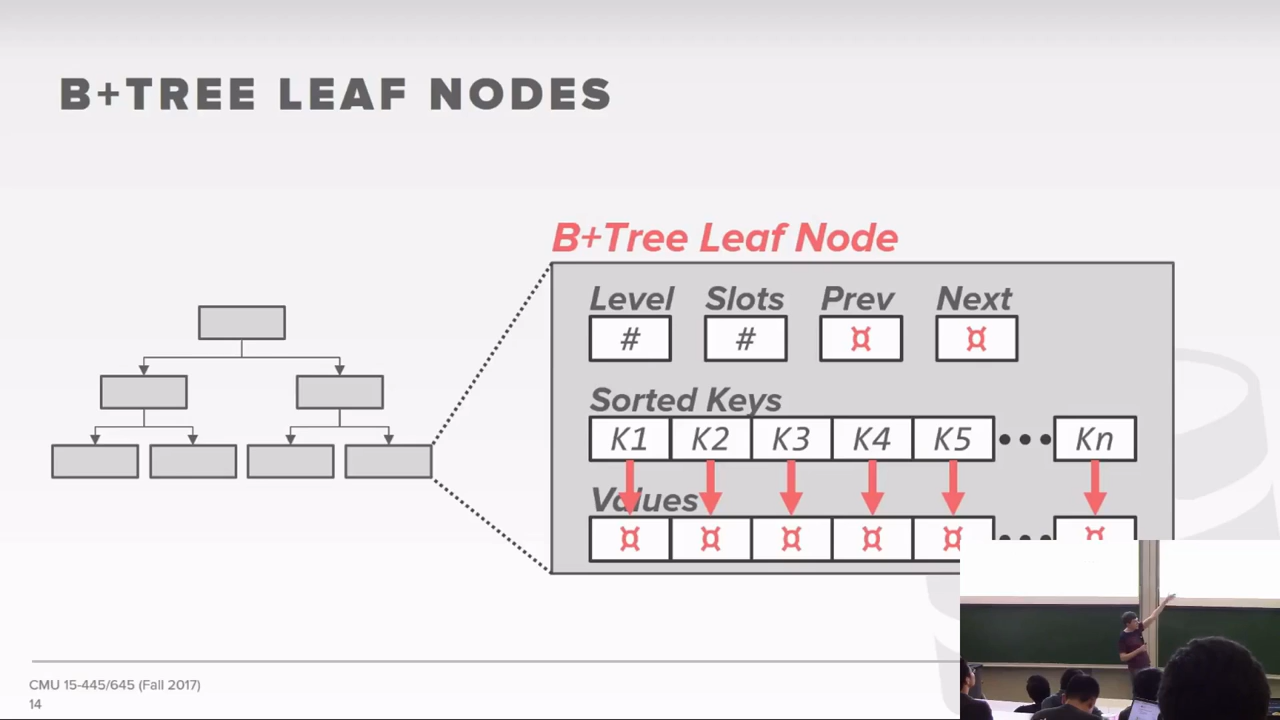 B+TREE LEAF NODES
B+Tree Leaf Node
Level Slots Prev Next
# # ¤ ¤
Sorted Keys
K1 K2 K3 K4 K5 ••• Kn
Values
¤ ¤ ¤ ¤ ¤ ••• ¤
CMU 15-445/645 (Fall 2017)
14